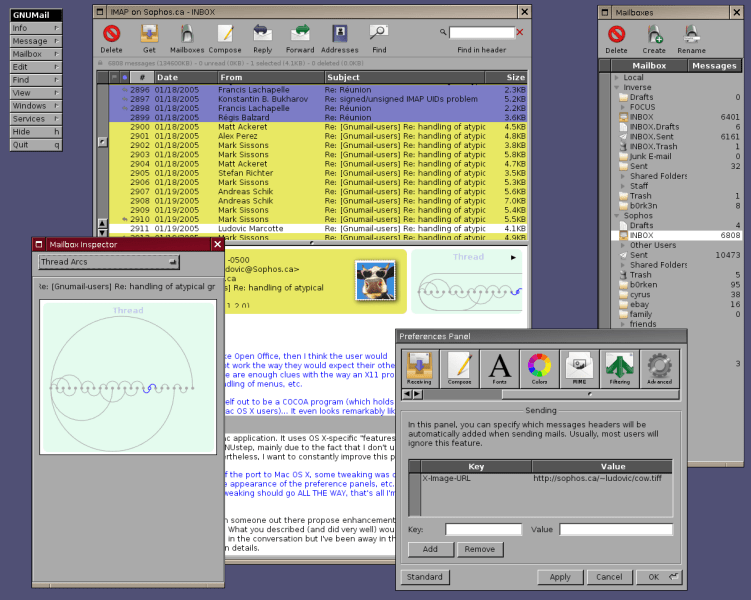 GNUMail
Info
Message
Mailbox
Edit
Find
View
Windows
Services
Hide h
Quit q
IMAP on Sophos.ca - INBOX
Delete Get Mailboxes Compose Reply Forward Addresses Find Find in header
# Date From Subject Size
2896 01/18/2005 Francis Lachapelle Re: Réunion 2.3KB
2897 01/18/2005 Konstantin B. Bukharov Re: signed/unsigned IMAP UIDs problem 5.2KB
2898 01/18/2005 Francis Lachapelle Re: Réunion 2.2KB
2899 01/18/2005 Régis Balzard Re: Réunion 3.6KB
2900 01/18/2005 Matt Ackeret Re: [Gnumail-users] Re: handling of atypic 4.5KB
2901 01/18/2005 Alex Perez Re: [Gnumail-users] Re: handling of atypic 4.8KB
2902 01/18/2005 Mark Sissons Re: [Gnumail-users] Re: handling of atypic 3.8KB
2903 01/18/2005 Mark Sissons Re: [Gnumail-users] Re: handling of atypic 5.8KB
2904 01/18/2005 Matt Ackeret Re: [Gnumail-users] Re: handling of atypic 4.7KB
2905 01/18/2005 Stefan Richter Re: [Gnumail-users] Re: handling of atypic 3.5KB
2906 01/18/2005 Mark Sissons Re: [Gnumail-users] Re: handling of atypic 5.3KB
2907 01/19/2005 Andreas Schik Re: [Gnumail-users] Re: handling of atypic 5.6KB
2908 01/19/2005 Andreas Schik Re: [Gnumail-users] Re: handling of atypic 7.0KB
2909 01/19/2005 Mark Sissons Re: [Gnumail-users] Re: handling of atypic 5.4KB
2910 01/19/2005 Mark Sissons Re: [Gnumail-users] Re: handling of atypic 5.5KB
2911 01/19/2005 Ludovic Marcotte Re: [Gnumail-users] Re: handling of atypic 4.1KB
01/19/2005 Mark Sissons Re: [Gnumail-users] Re: handling of atypic 4.9KB
-0500
dovic@Sophos.ca>
.ca
s] Re: handling of atypical
1.2.0)
Thread
ce Open Office, then I think the user would
ot work the way they would expect their othe
e are enough clues with the way an X11 pro
ndling of menus, etc.
elf out to be a COCOA program (which holds
ac OS X users)... It even looks remarkably lik
ac application. It uses OS X-specific "features
NUstep, mainly due to the fact that I don't u
ertheless, I want to constantly improve this p
f the port to Mac OS X, some tweaking was d
e appearance of the preference panels, etc.
weaking should go ALL THE WAY, that's all I'm
n someone out there propose enhancement
What you described (and did very well) wou
in the conversation but I've been away in th
n details.
Mailbox Inspector
Thread Arcs
te: [Gnumail-users] Re: handling of atypical gr
Thread
Mailboxes
Delete Create Rename
Mailbox Messages
Local
Inverse
Drafts 0
FOCUS
INBOX 6401
INBOX.Drafts 6
INBOX.Sent 6161
INBOX.Trash 1
Junk E-mail 0
Sent 32
Shared Folders
Staff
Trash 1
b0rk3n 8
Sophos
Drafts 4
INBOX 6808
Other Users
Sent 10473
Shared Folders
Trash 5
b0rken 95
cyrus 38
ebay 16
family 0
friends
3
Preferences Panel
Receiving Compose Fonts Colors MIME Filtering Advanced
Sending
In this panel, you can specify which messages headers will be
automatically added when sending mails. Usually, most users will
ignore this feature.
Key Value
X-Image-URL http://sophos.ca/~ludovic/cow.tiff
Key: Value
Add Remove
Standard Apply Cancel OK